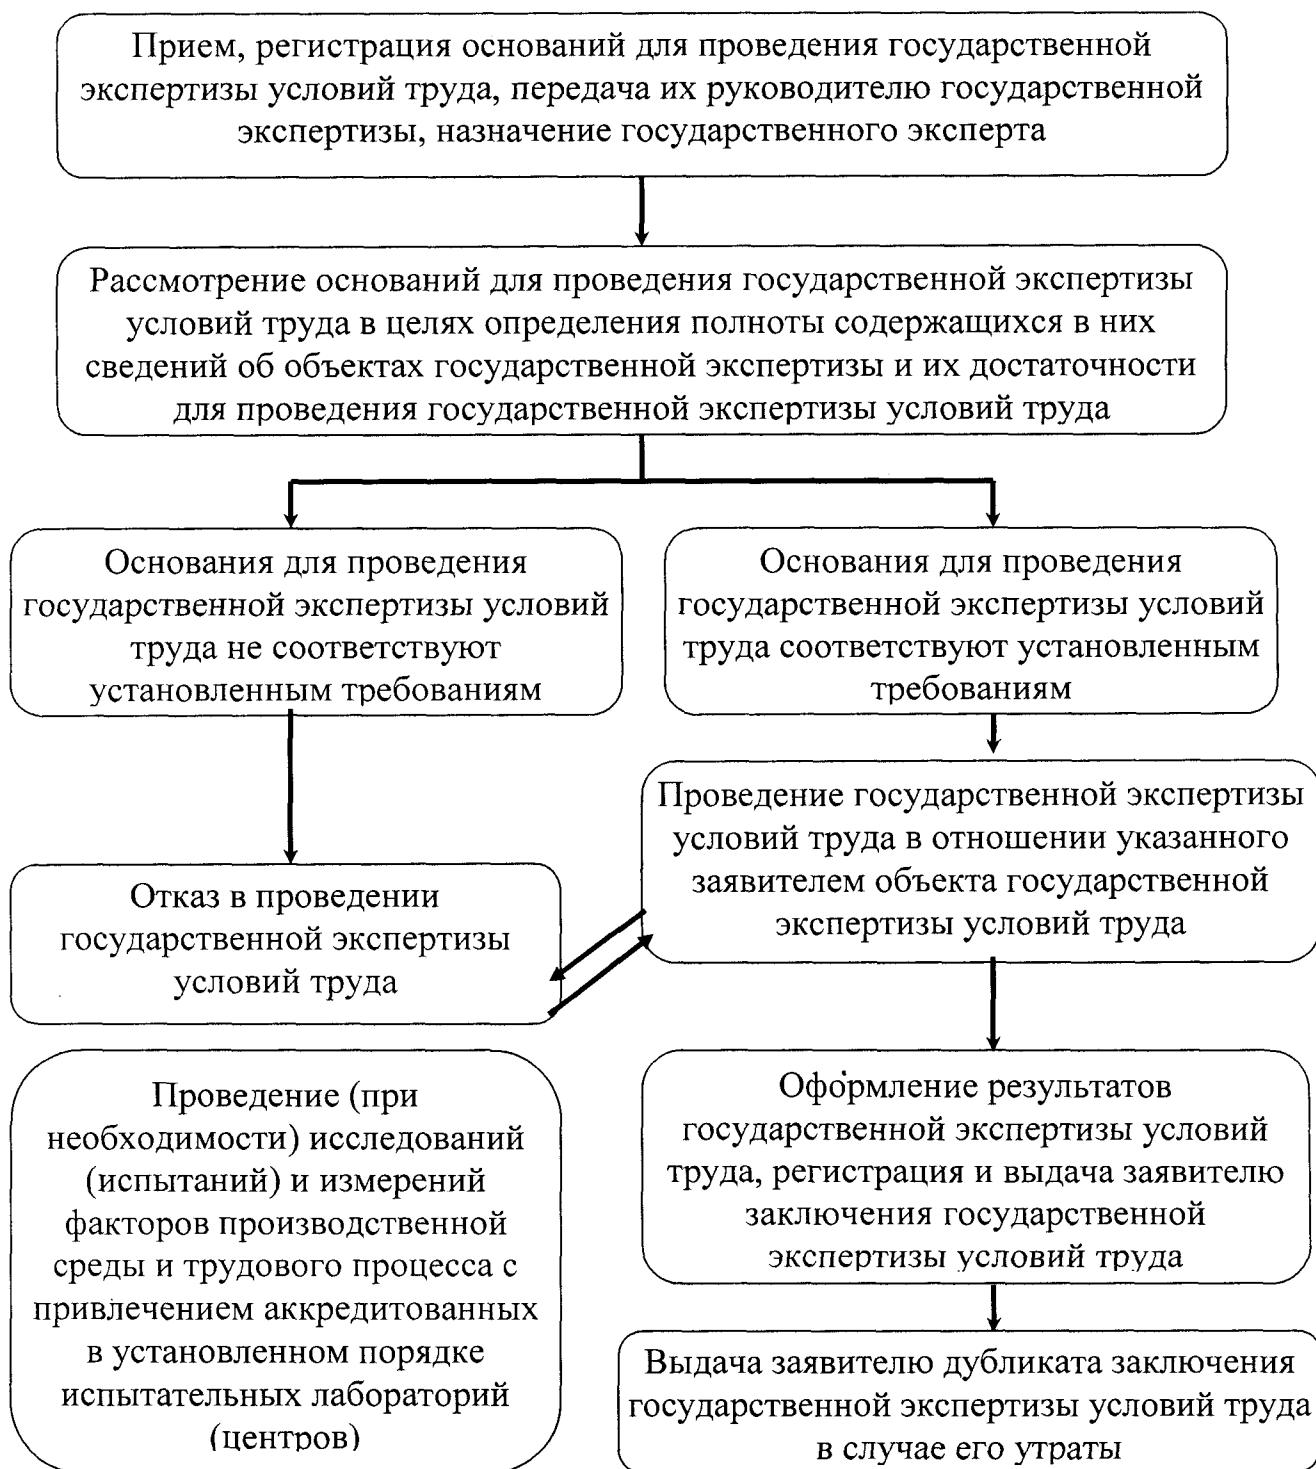 Прием, регистрация оснований для проведения государственной
экспертизы условий труда, передача их руководителю государственной
экспертизы, назначение государственного эксперта
Рассмотрение оснований для проведения государственной экспертизы
условий труда в целях определения полноты содержащихся в них
сведений об объектах государственной экспертизы и их достаточности
для проведения государственной экспертизы условий труда
Основания для проведения
государственной экспертизы условий
труда не соответствуют
установленным требованиям
Основания для проведения
государственной экспертизы условий
труда соответствуют установленным
требованиям
Отказ в проведении
государственной экспертизы
условий труда
Проведение государственной экспертизы
условий труда в отношении указанного
заявителем объекта государственной
экспертизы условий труда
Проведение (при
необходимости) исследований
(испытаний) и измерений
факторов производственной
среды и трудового процесса с
привлечением аккредитованных
в установленном порядке
испытательных лабораторий
(центров)
Оформление результатов
государственной экспертизы условий
труда, регистрация и выдача заявителю
заключения государственной
экспертизы условий труда
Выдача заявителю дубликата заключения
государственной экспертизы условий труда
в случае его утраты